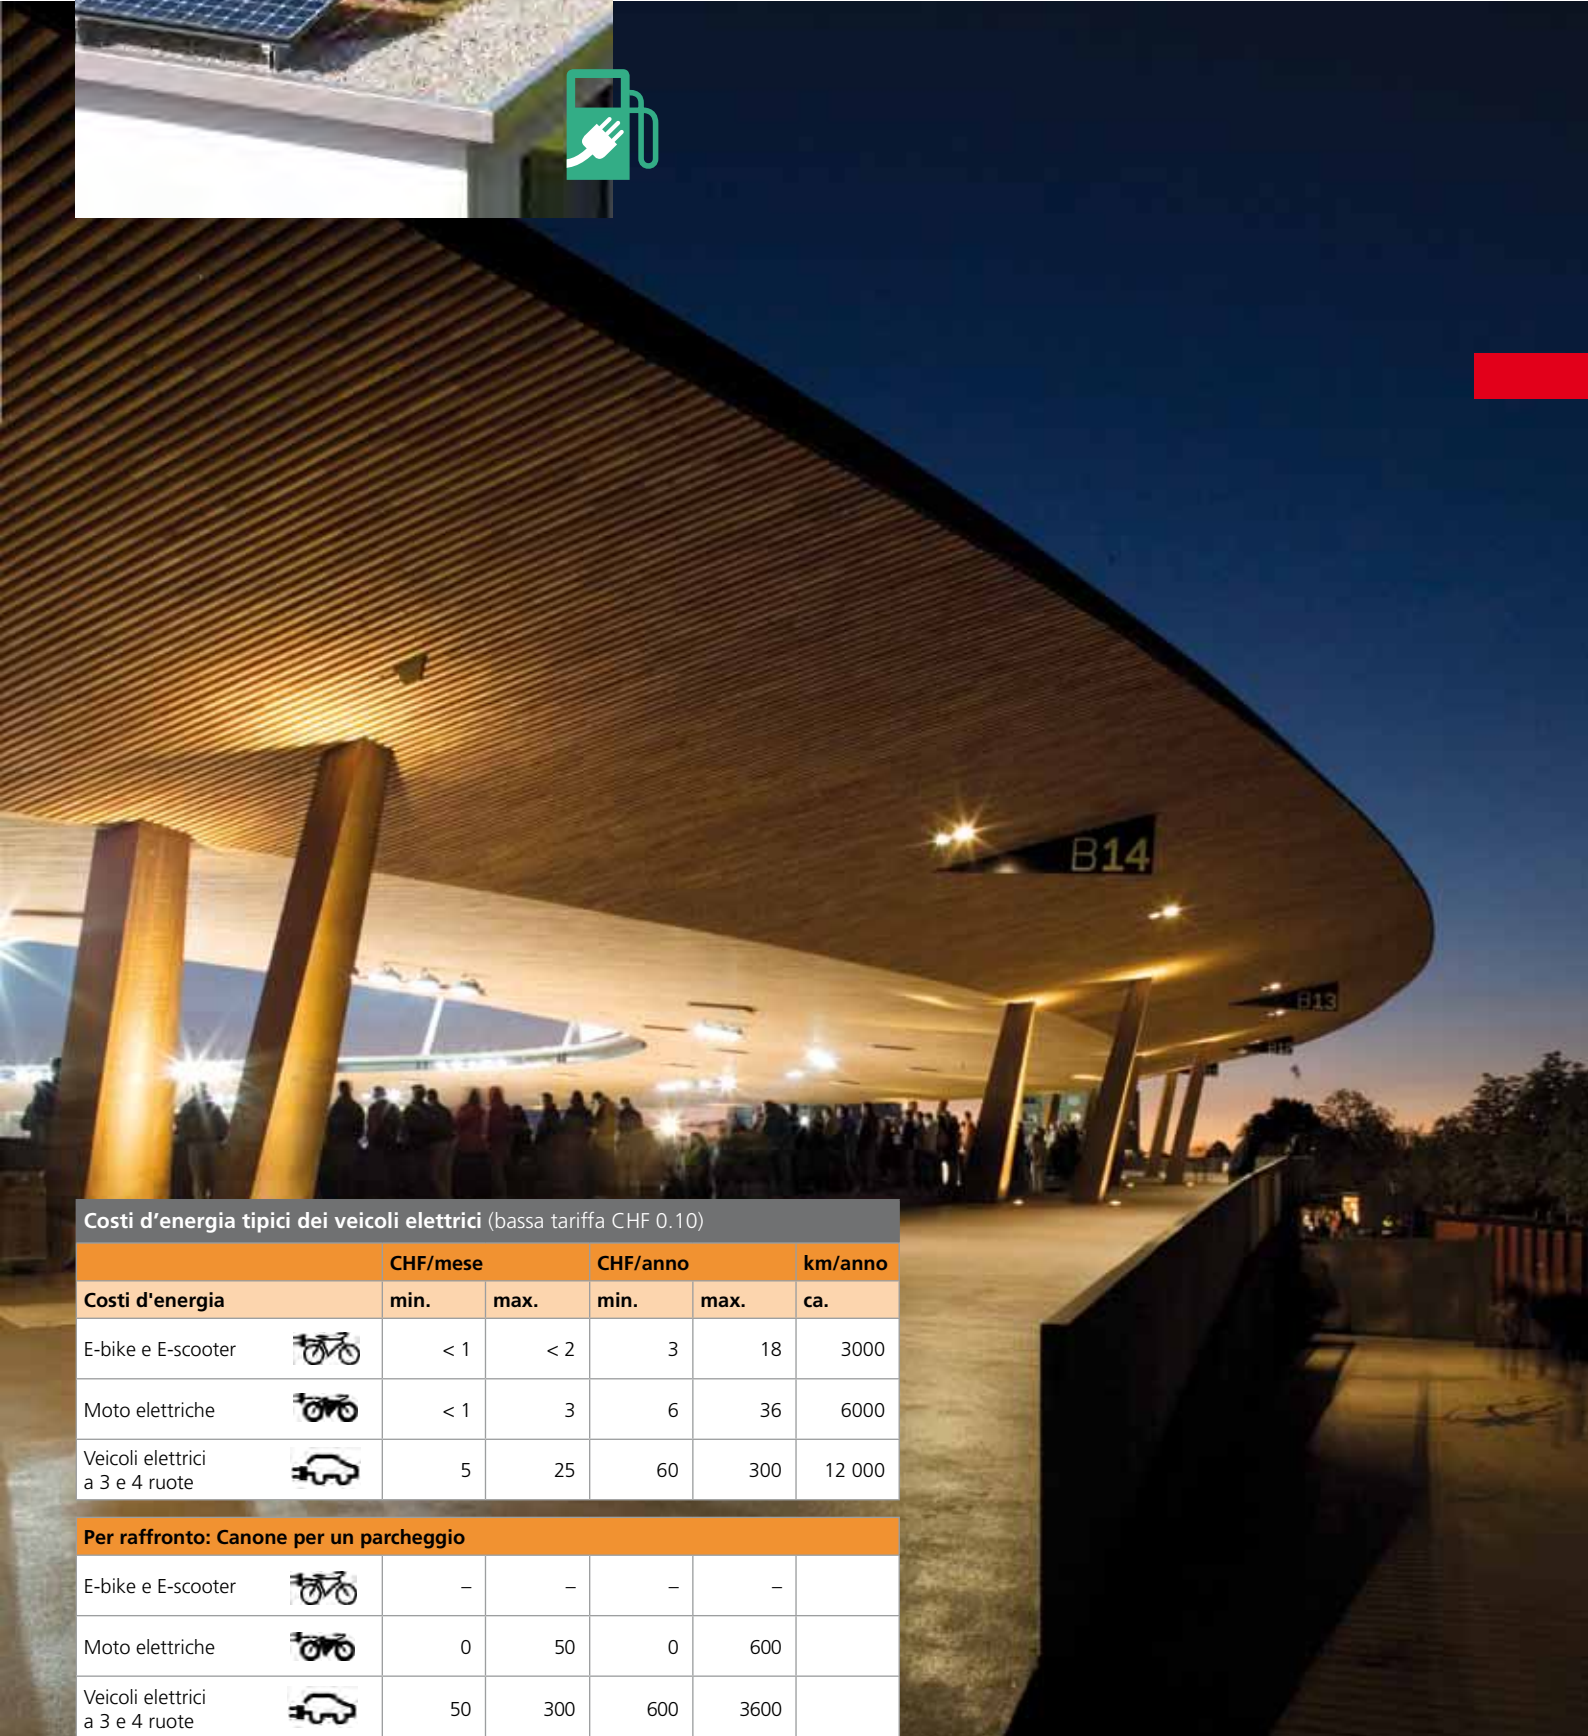 B14
B13
Costi d’energia tipici dei veicoli elettrici (bassa tariffa CHF 0.10)
CHF/mese CHF/anno km/anno
Costi d'energia min. max. min. max. ca.
E-bike e E-scooter < 1 < 2 3 18 3000
Moto elettriche < 1 3 6 36 6000
Veicoli elettrici
a 3 e 4 ruote 5 25 60 300 12 000
Per raffronto: Canone per un parcheggio
E-bike e E-scooter – – – –
Moto elettriche 0 50 0 600
Veicoli elettrici
a 3 e 4 ruote 50 300 600 3600